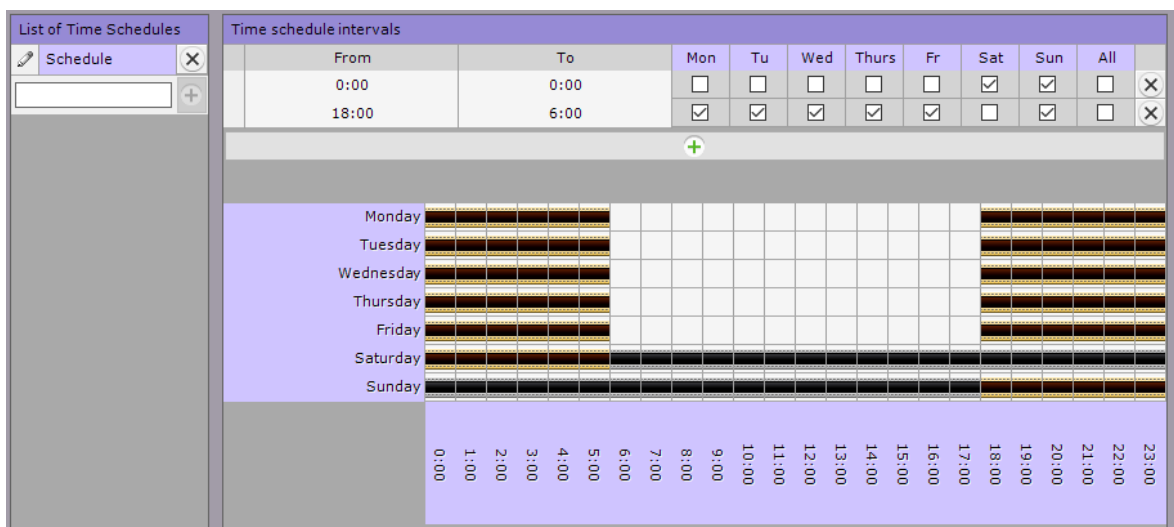 List of Time Schedules
Schedule
Time schedule intervals
From To Mon Tu Wed Thurs Fr Sat Sun All
0:00 0:00
18:00 6:00
Monday
Tuesday
Wednesday
Thursday
Friday
Saturday
Sunday
0:00 1:00 2:00 3:00 4:00 5:00 6:00 7:00 8:00 9:00 10:00 11:00 12:00 13:00 14:00 15:00 16:00 17:00 18:00 19:00 20:00 21:00 22:00 23:00